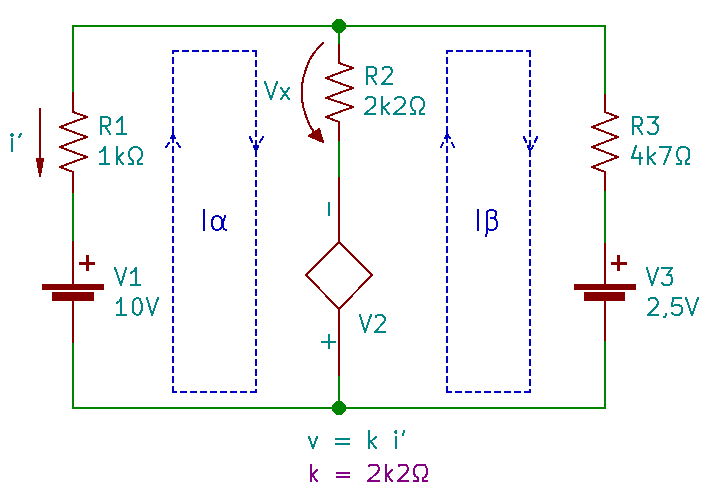 Vx
R2
2k2Ω
i′
R1
1kΩ
R3
4k7Ω
Iα
Iβ
-
+
V1
10V
+
V3
2,5V
V2
+
v = k i′
k = 2k2Ω